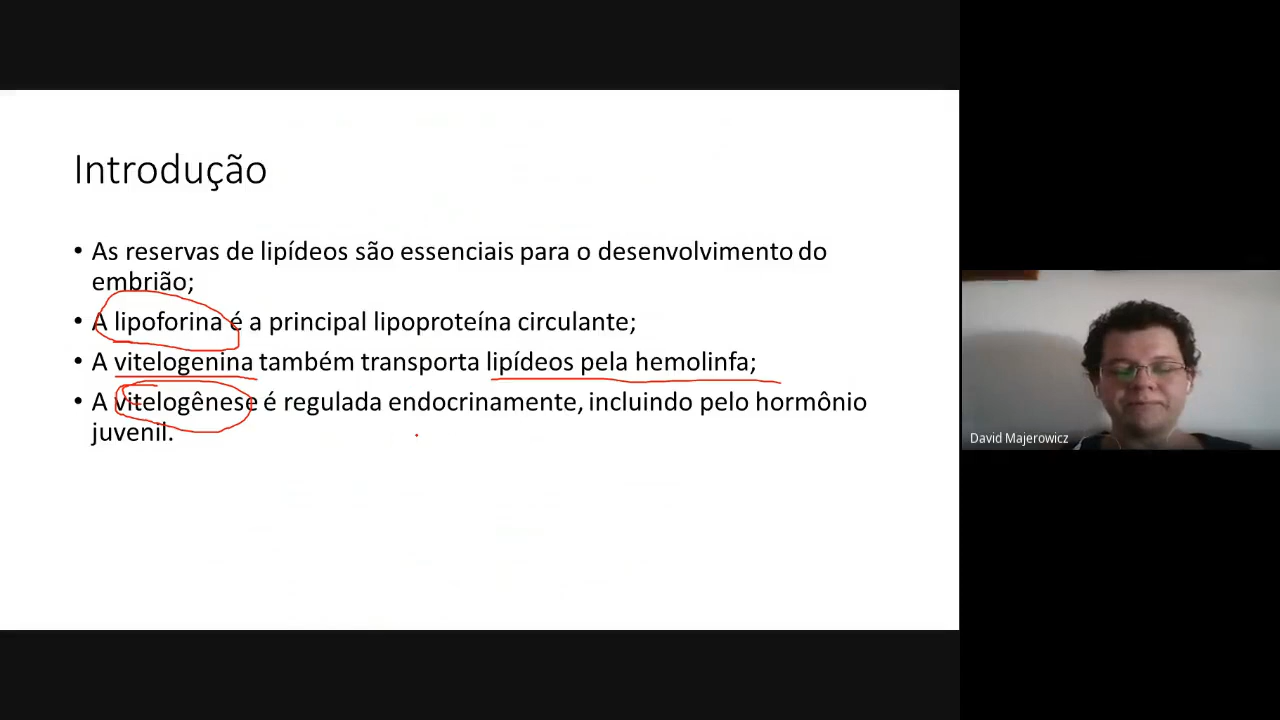 Introdução
• As reservas de lipídeos são essenciais para o desenvolvimento do
embrião;
• A lipoforina é a principal lipoproteína circulante;
• A vitelogenina também transporta lipídeos pela hemolinfa;
• A vitelogênese é regulada endocrinamente, incluindo pelo hormônio
juvenil.
David Majerowicz